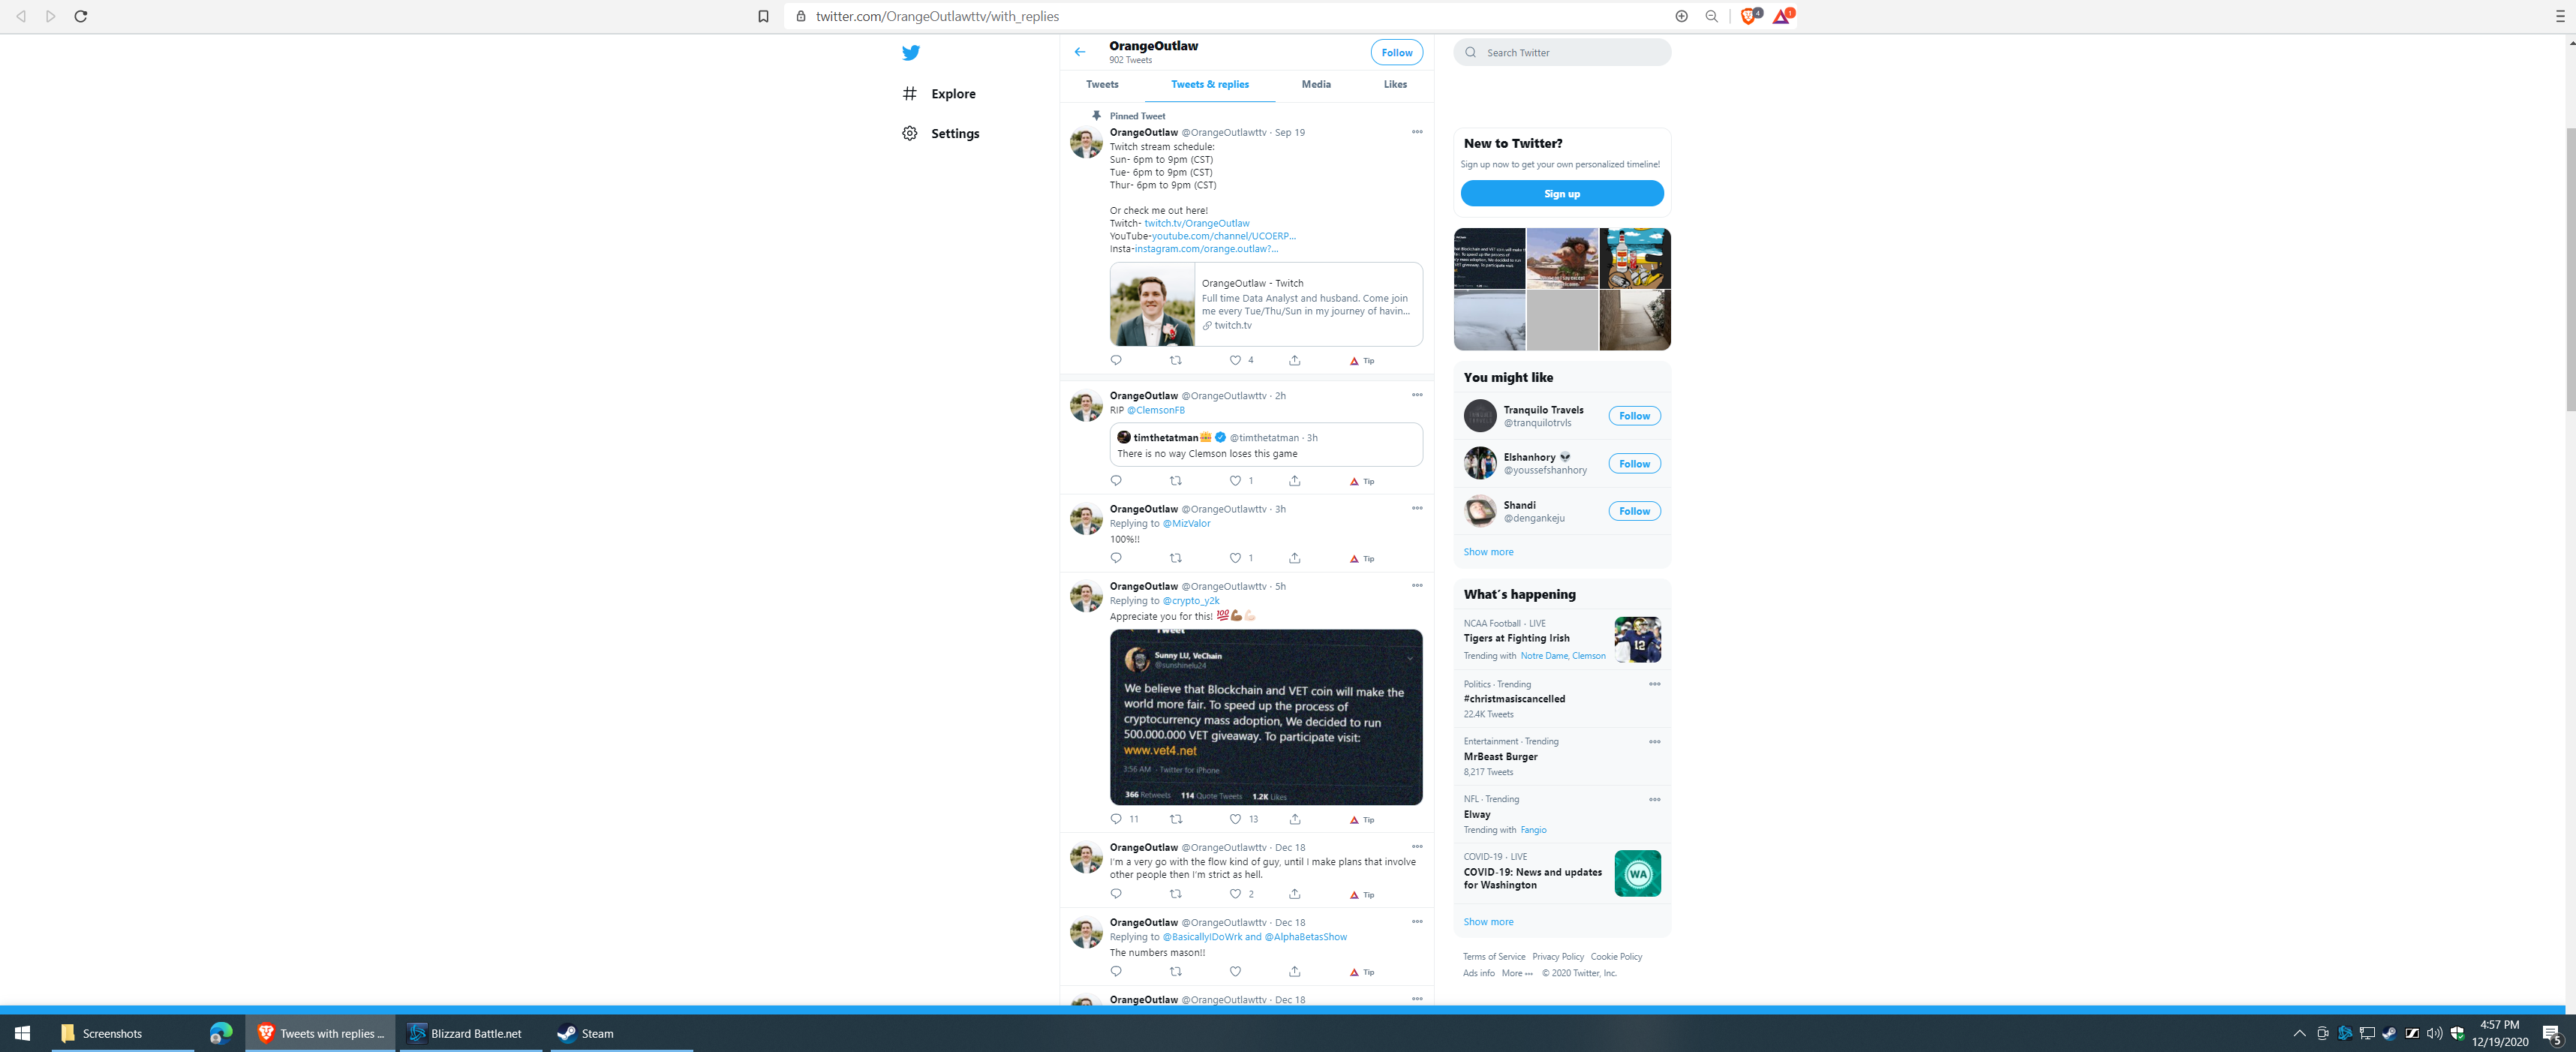 twitter.com/OrangeOutlawttv/with_replies
4
1
Explore
Settings
OrangeOutlaw
902 Tweets
Follow
Tweets
Tweets & replies
Media
Likes
Pinned Tweet
OrangeOutlaw @OrangeOutlawttv · Sep 19
Twitch stream schedule:
Sun- 6pm to 9pm (CST)
Tue- 6pm to 9pm (CST)
Thur- 6pm to 9pm (CST)
Or check me out here!
Twitch- twitch.tv/OrangeOutlaw
YouTube-youtube.com/channel/UCOERP...
Insta-instagram.com/orange.outlaw?...
OrangeOutlaw - Twitch
Full time Data Analyst and husband. Come join
me every Tue/Thu/Sun in my journey of havin...
twitch.tv
4 Tip
OrangeOutlaw @OrangeOutlawttv · 2h
RIP @ClemsonFB
timthetatman @timthetatman · 3h
There is no way Clemson loses this game
1 Tip
OrangeOutlaw @OrangeOutlawttv · 3h
Replying to @MizValor
100%!!
1 Tip
OrangeOutlaw @OrangeOutlawttv · 5h
Replying to @crypto_y2k
Appreciate you for this! 💯💪🏾💪🏻
Tweet
Sunny LU, VeChain
@sunshinelu24
We believe that Blockchain and VET coin will make the
world more fair. To speed up the process of
cryptocurrency mass adoption, We decided to run
500.000.000 VET giveaway. To participate visit:
www.vet4.net
3:56 AM · Twitter for iPhone
366 Retweets 114 Quote Tweets 1.2K Likes
11 13 Tip
OrangeOutlaw @OrangeOutlawttv · Dec 18
I'm a very go with the flow kind of guy, until I make plans that involve
other people then I'm strict as hell.
2 Tip
OrangeOutlaw @OrangeOutlawttv · Dec 18
Replying to @BasicallyIDoWrk and @AlphaBetasShow
The numbers mason!!
Tip
OrangeOutlaw @OrangeOutlawttv · Dec 18
Search Twitter
New to Twitter?
Sign up now to get your own personalized timeline!
Sign up
You might like
Tranquilo Travels
@tranquilotrvls
Follow
Elshanhory 👽
@youssefshanhory
Follow
Shandi
@dengankeju
Follow
Show more
What's happening
NCAA Football · LIVE
Tigers at Fighting Irish
Trending with Notre Dame, Clemson
12
Politics · Trending
#christmasiscancelled
22.4K Tweets
Entertainment · Trending
MrBeast Burger
8,217 Tweets
NFL · Trending
Elway
Trending with Fangio
COVID-19 · LIVE
COVID-19: News and updates
for Washington
WA
Show more
Terms of Service Privacy Policy Cookie Policy
Ads info More ··· © 2020 Twitter, Inc.
Screenshots
Tweets with replies ...
Blizzard Battle.net
Steam
4:57 PM
12/19/2020
5